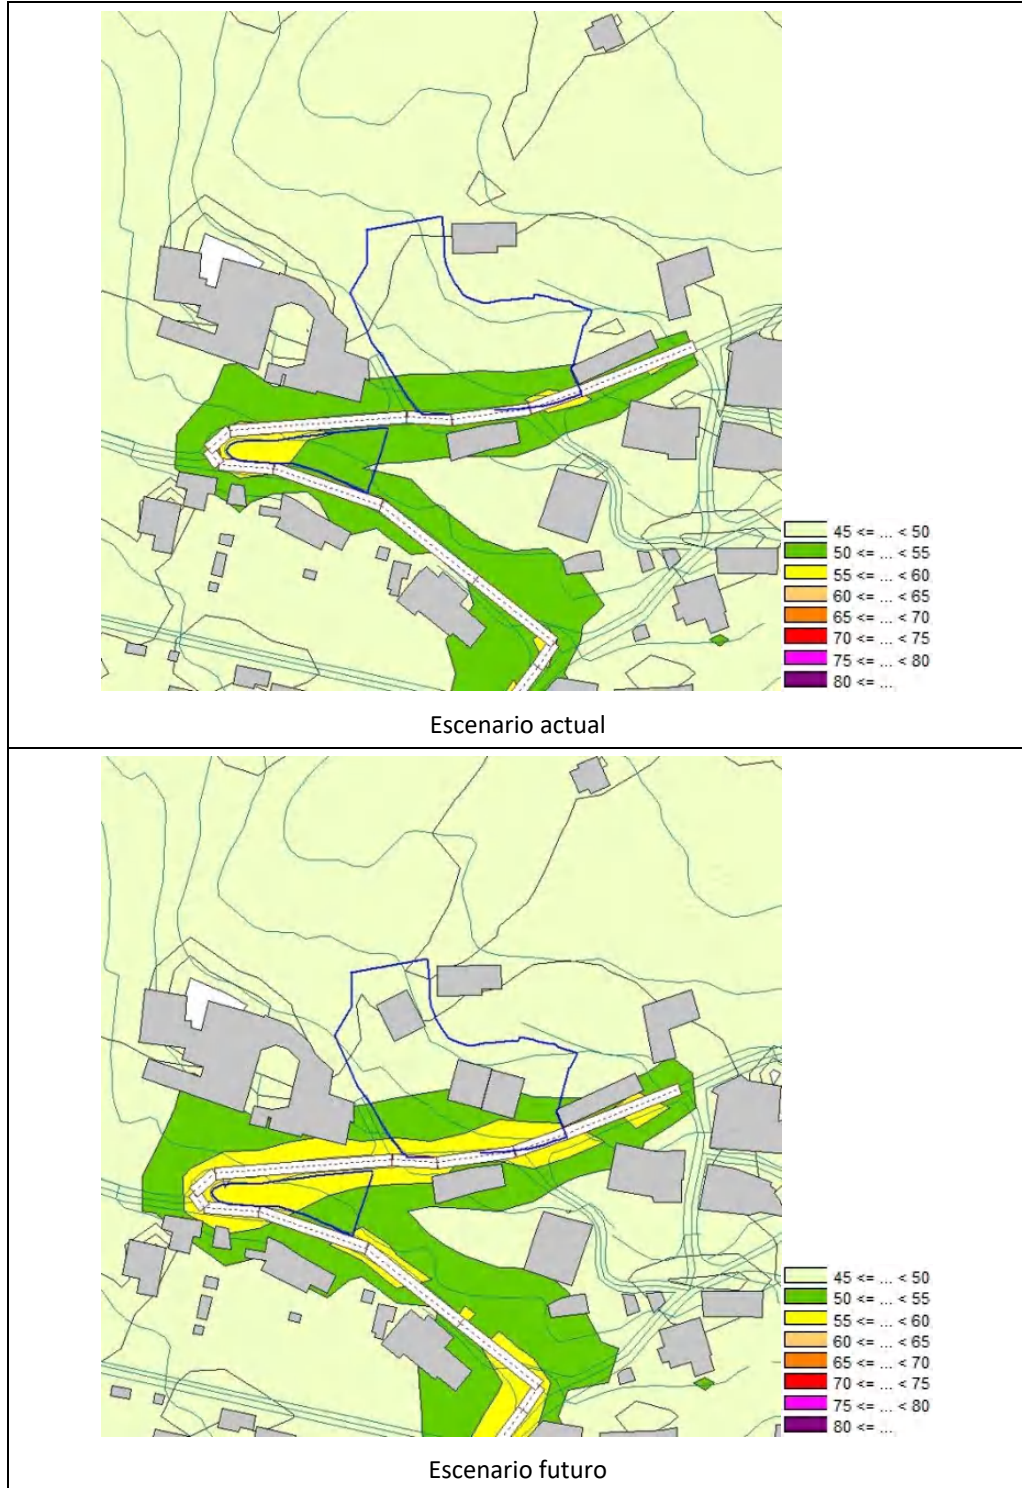 45 <= ... < 50
50 <= ... < 55
55 <= ... < 60
60 <= ... < 65
65 <= ... < 70
70 <= ... < 75
75 <= ... < 80
80 <= ...
Escenario actual
45 <= ... < 50
50 <= ... < 55
55 <= ... < 60
60 <= ... < 65
65 <= ... < 70
70 <= ... < 75
75 <= ... < 80
80 <= ...
Escenario futuro